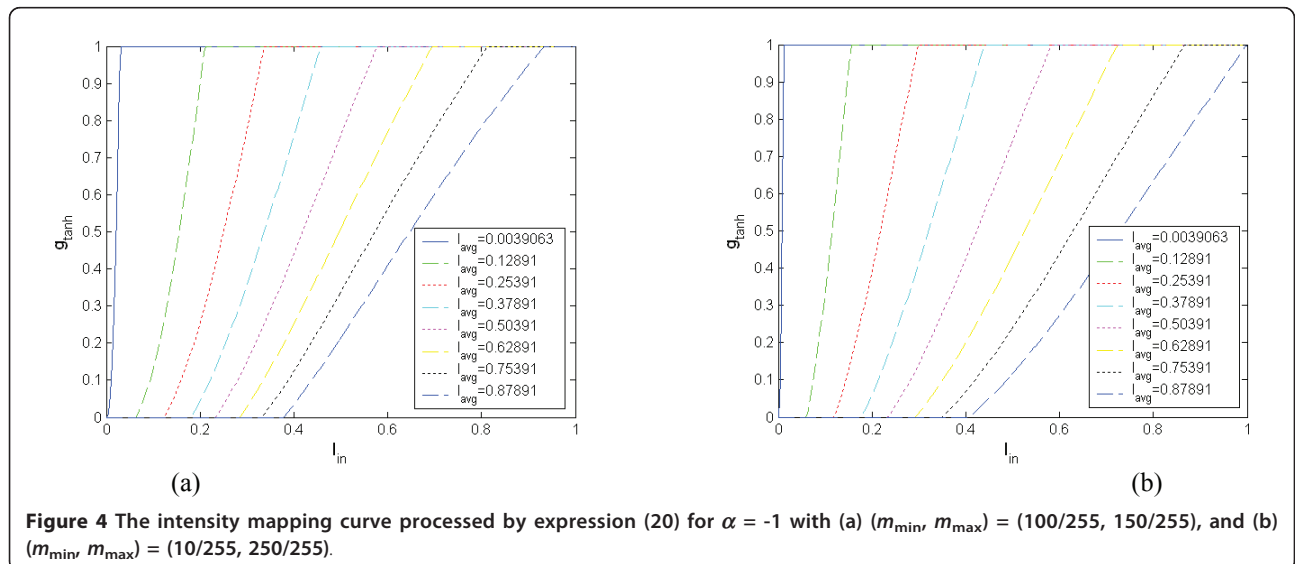 1
0.9
0.8
0.7
0.6
0.5
0.4
0.3
0.2
0.1
0
g_tanh
0 0.2 0.4 0.6 0.8 1
I_in
I_avg=0.0039063
I_avg=0.12891
I_avg=0.25391
I_avg=0.37891
I_avg=0.50391
I_avg=0.62891
I_avg=0.75391
I_avg=0.87891
(a)
1
0.9
0.8
0.7
0.6
0.5
0.4
0.3
0.2
0.1
0
g_tanh
0 0.2 0.4 0.6 0.8 1
I_in
I_avg=0.0039063
I_avg=0.12891
I_avg=0.25391
I_avg=0.37891
I_avg=0.50391
I_avg=0.62891
I_avg=0.75391
I_avg=0.87891
(b)
Figure 4 The intensity mapping curve processed by expression (20) for α = -1 with (a) (m_min, m_max) = (100/255, 150/255), and (b)
(m_min, m_max) = (10/255, 250/255).